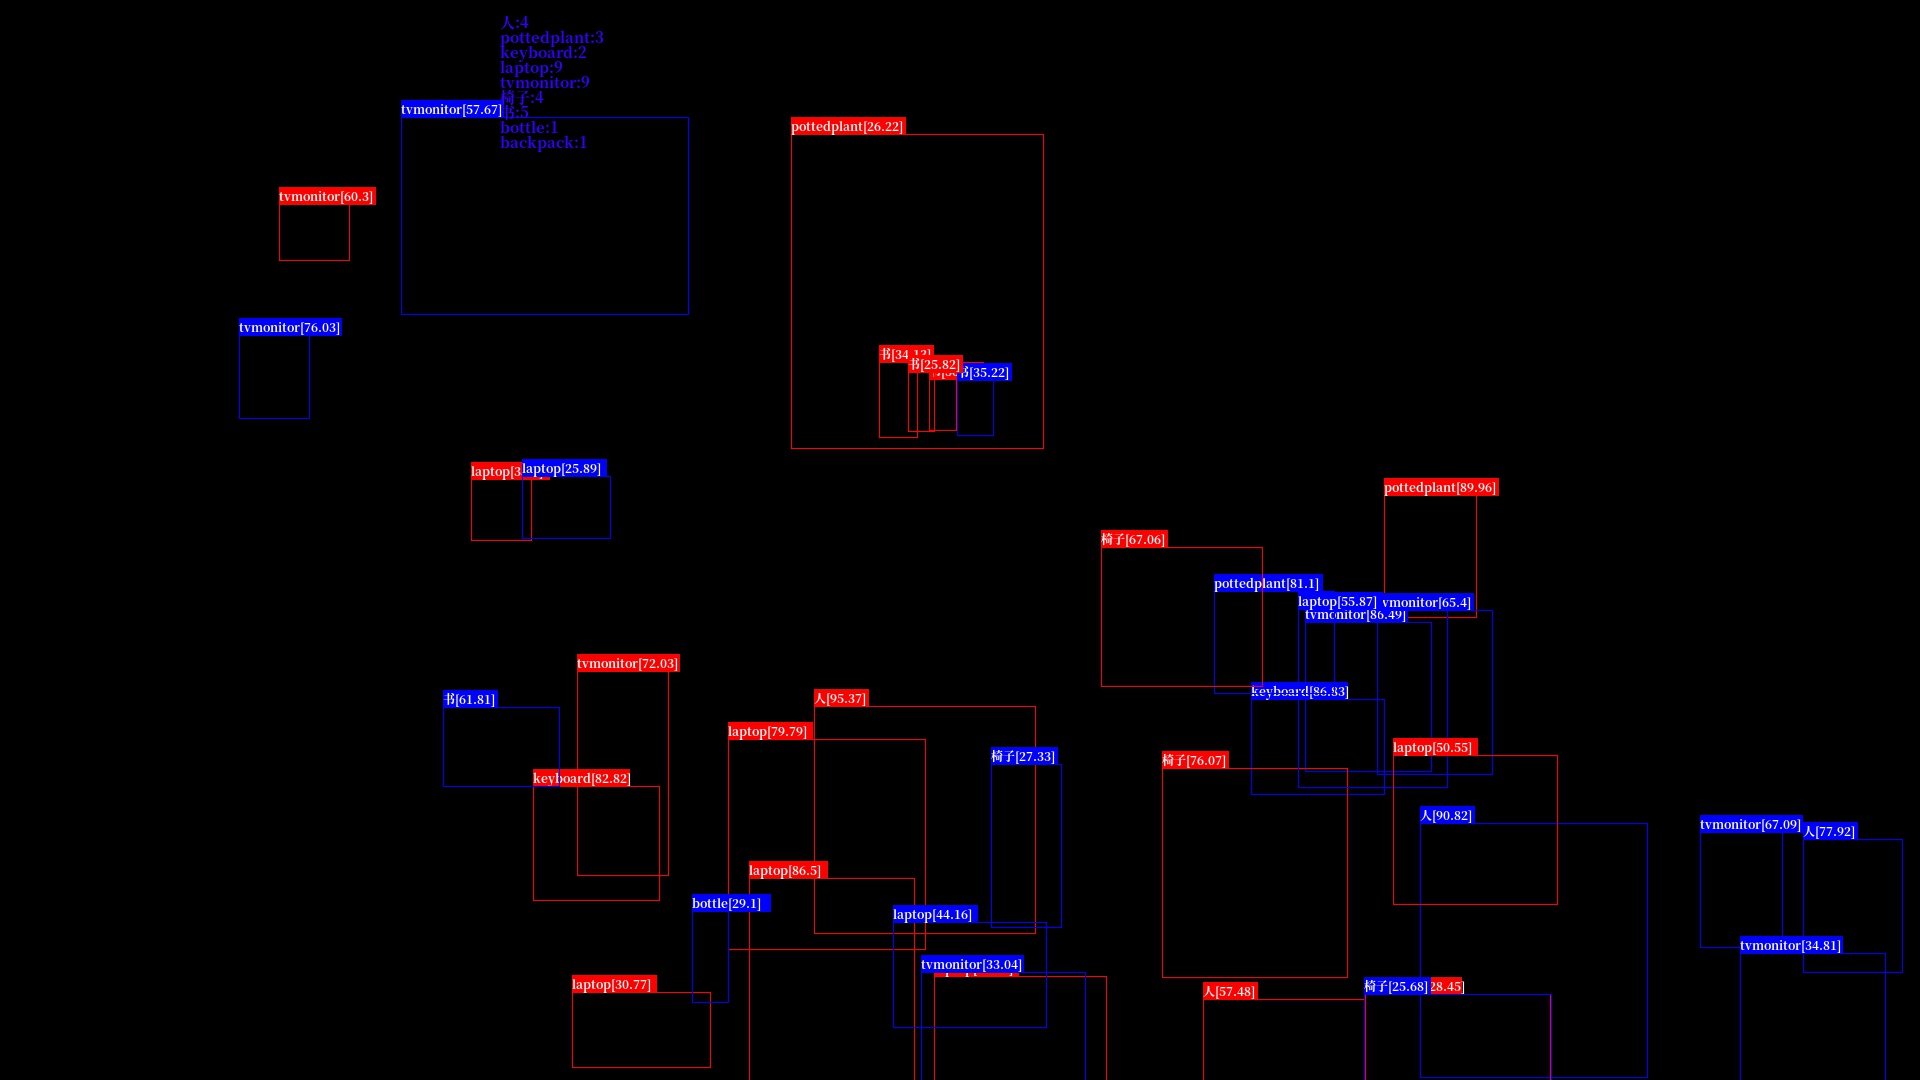 人:4
pottedplant:3
keyboard:2
laptop:9
tvmonitor:9
椅子:4
书:5
bottle:1
backpack:1
tvmonitor[57.67]
pottedplant[26.22]
tvmonitor[60.3]
tvmonitor[76.03]
书[34.13]
书[25.82]
书[35.22]
laptop[3
laptop[25.89]
pottedplant[89.96]
椅子[67.06]
pottedplant[81.1]
laptop[55.87]
vmonitor[65.4]
tvmonitor[86.49]
tvmonitor[72.03]
keyboard[86.83]
书[61.81]
人[95.37]
laptop[79.79]
laptop[50.55]
椅子[27.33]
椅子[76.07]
keyboard[82.82]
人[90.82]
tvmonitor[67.09]
人[77.92]
laptop[86.5]
bottle[29.1]
laptop[44.16]
tvmonitor[34.81]
tvmonitor[33.04]
laptop[30.77]
椅子[25.68]
28.45]
人[57.48]